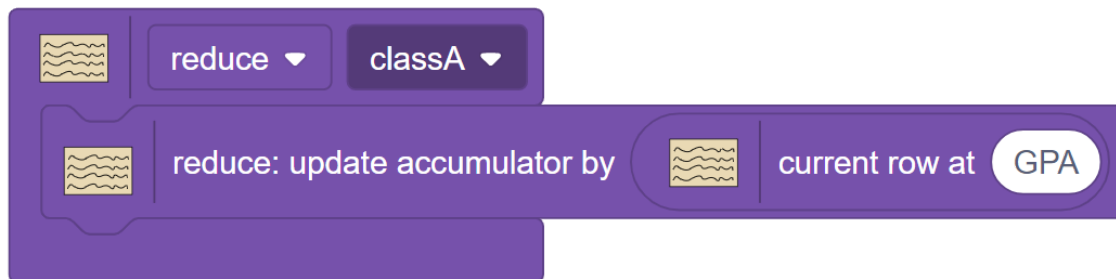 reduce classA
reduce: update accumulator by current row at GPA